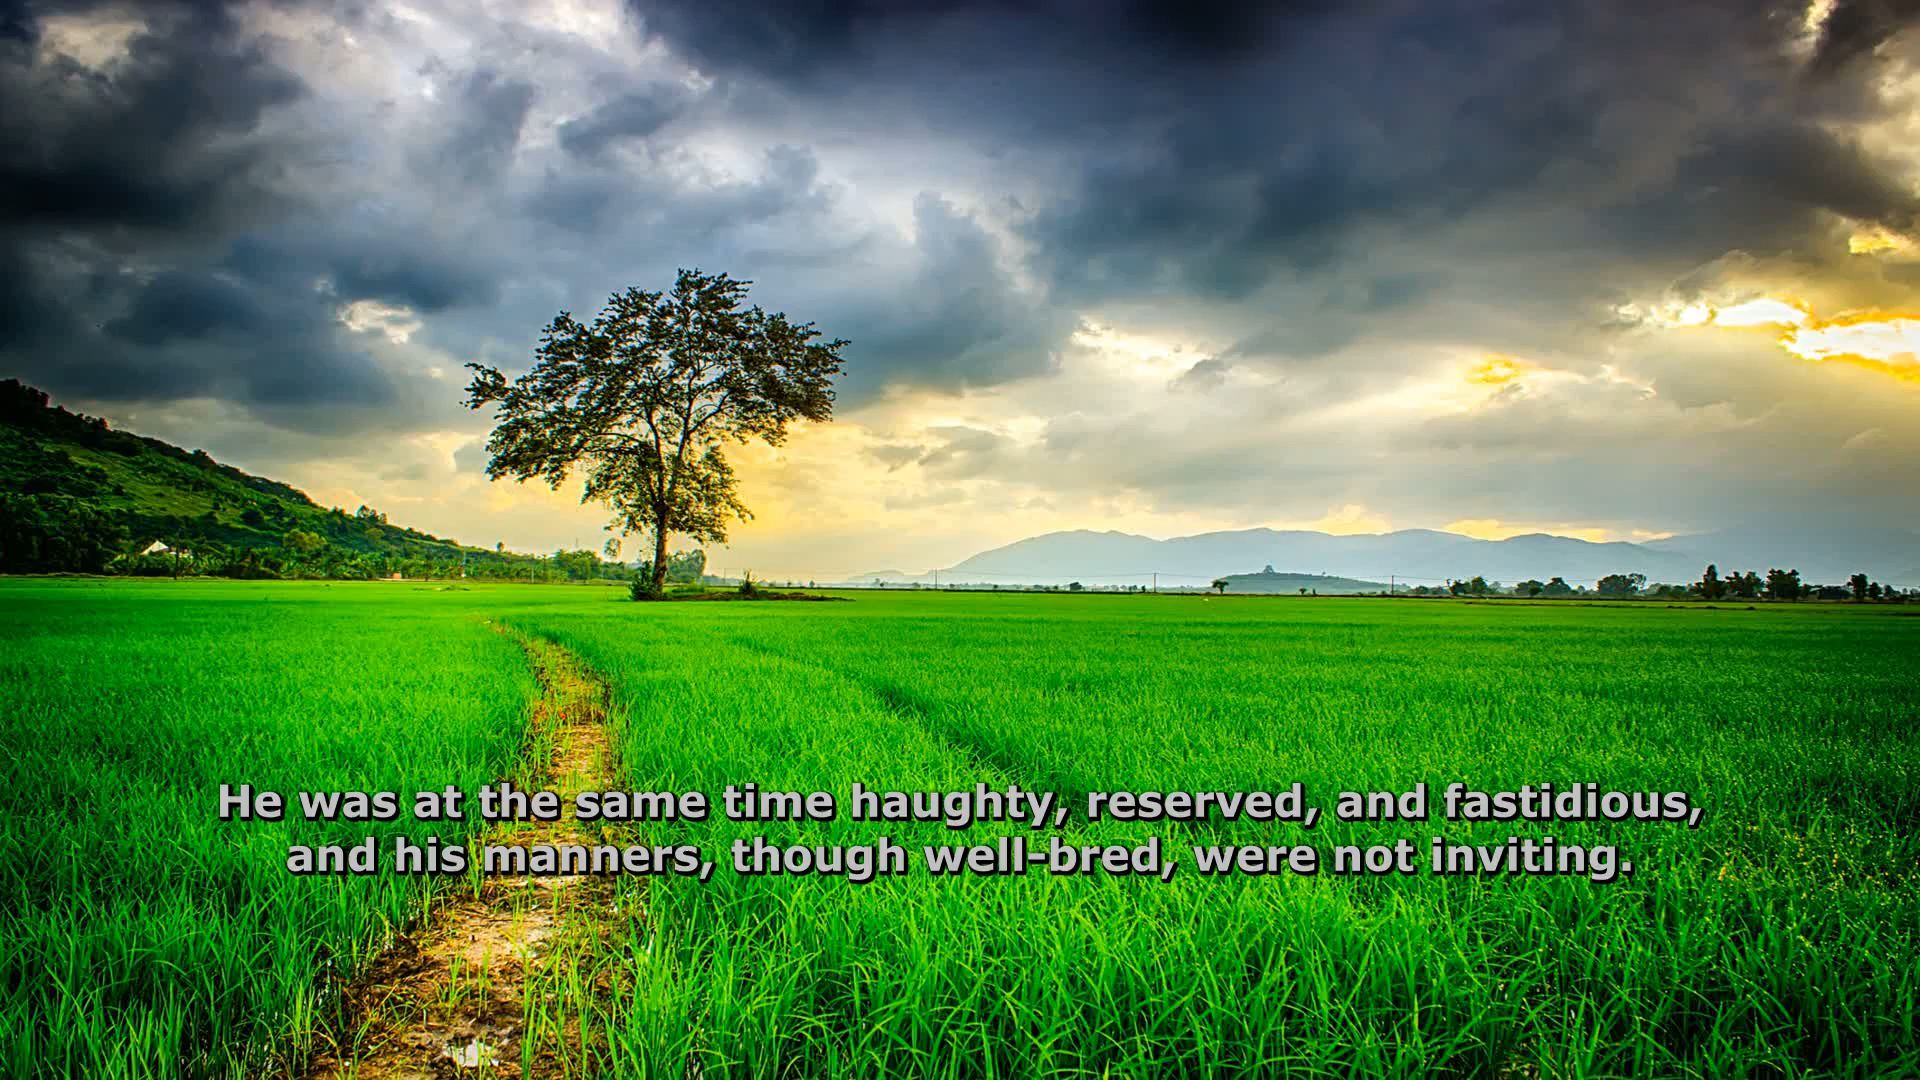 He was at the same time haughty, reserved, and fastidious,
and his manners, though well-bred, were not inviting.